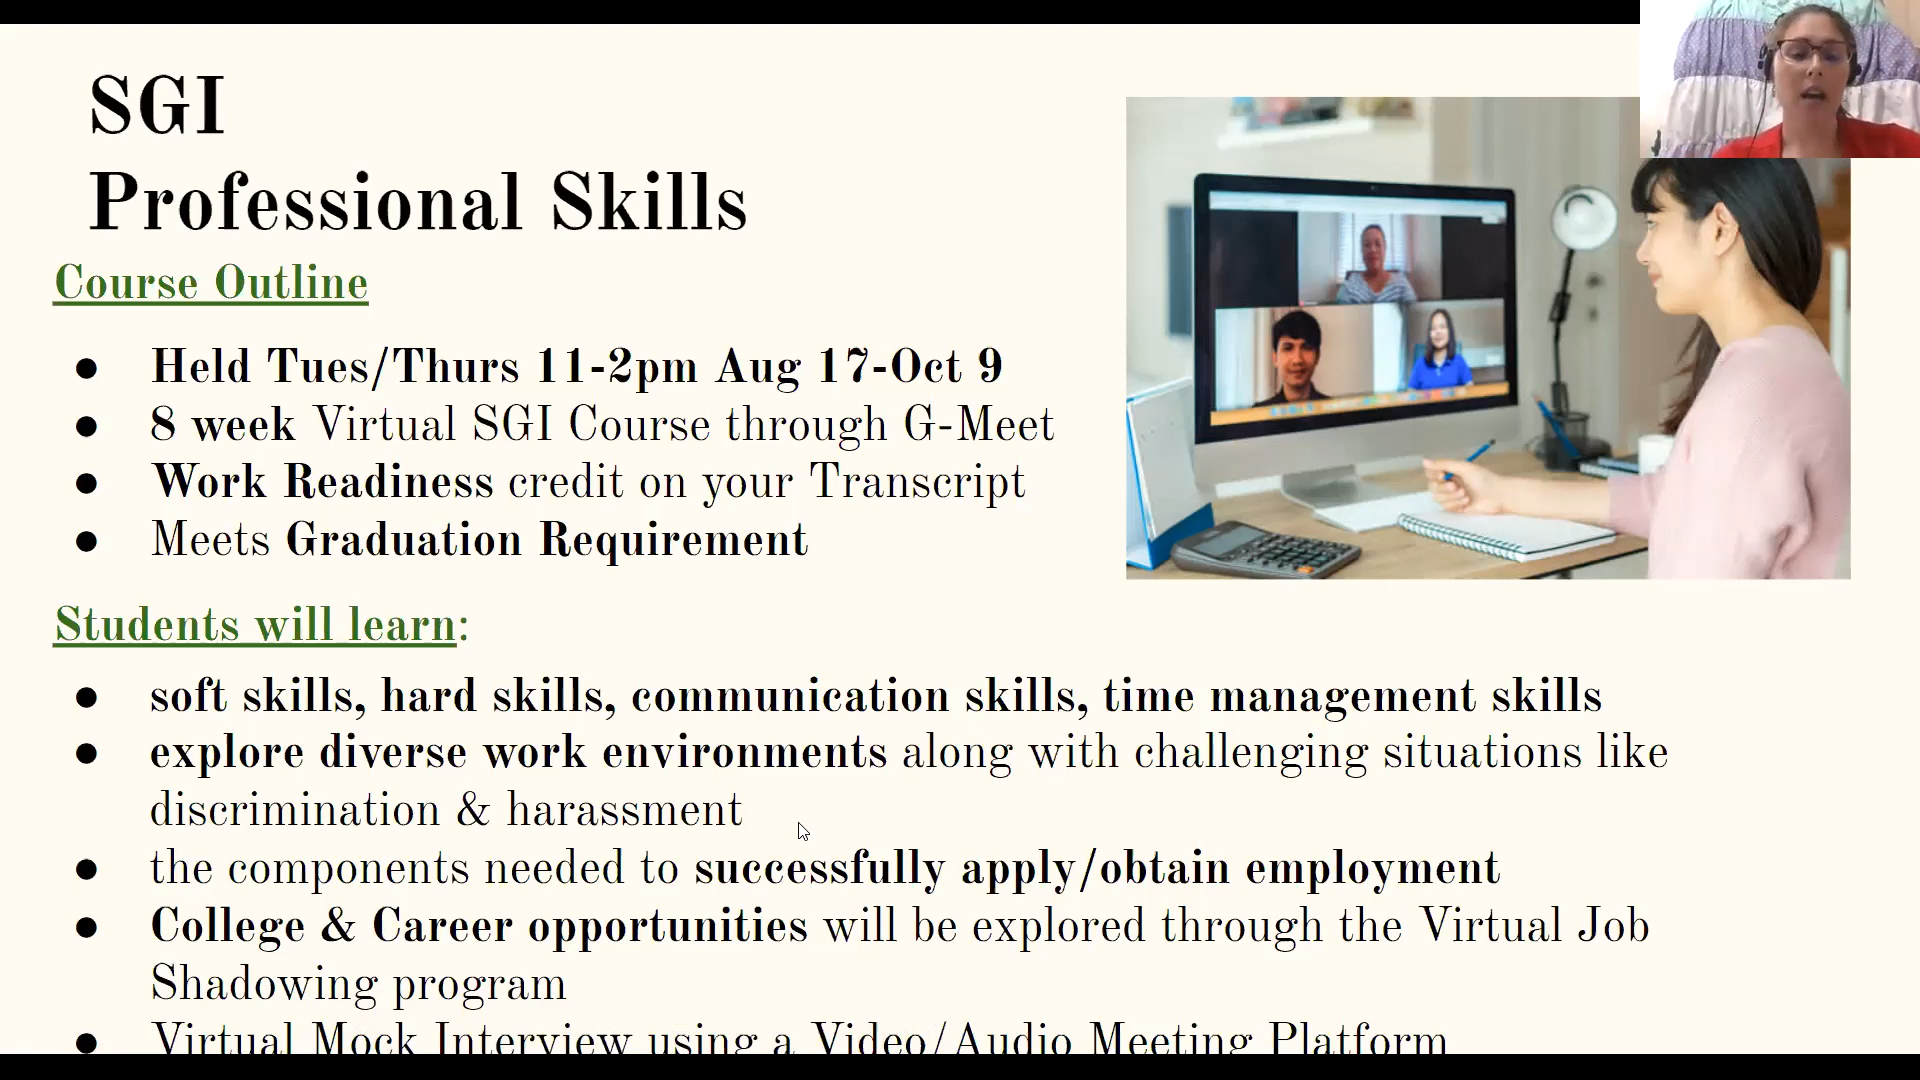 SGI
Professional Skills
Course Outline
● Held Tues/Thurs 11-2pm Aug 17-Oct 9
● 8 week Virtual SGI Course through G-Meet
● Work Readiness credit on your Transcript
● Meets Graduation Requirement
Students will learn:
● soft skills, hard skills, communication skills, time management skills
● explore diverse work environments along with challenging situations like
discrimination & harassment
● the components needed to successfully apply/obtain employment
● College & Career opportunities will be explored through the Virtual Job
Shadowing program
● Virtual Mock Interview using a Video/Audio Meeting Platform